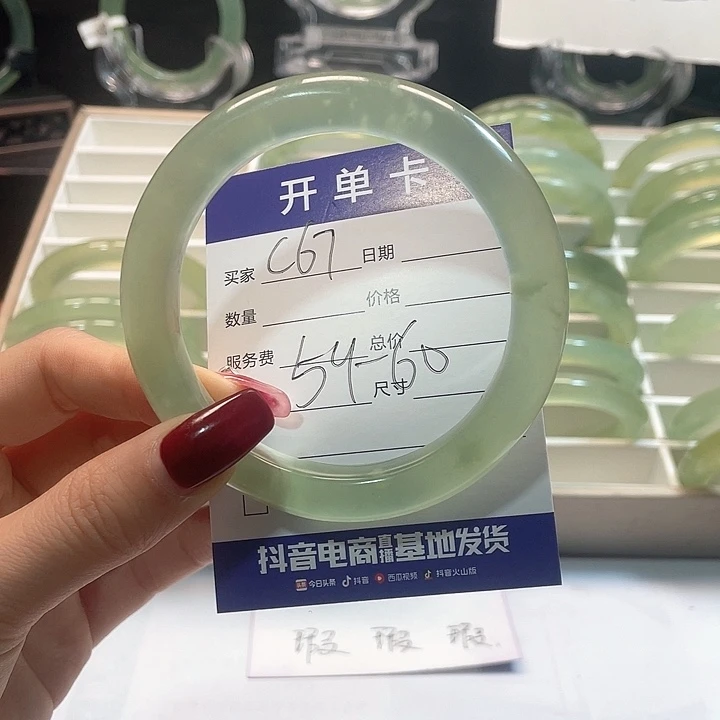 开单卡
买家 C67 日期
数量 价格
服务费 总价
54-60 尺寸
抖音电商直播基地发货
今日头条 抖音 西瓜视频 抖音火山版
瑕 瑕 瑕